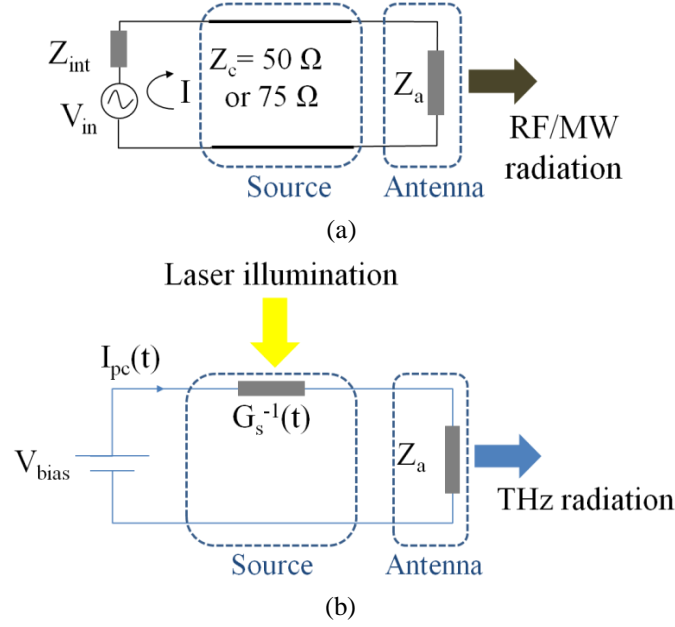 Z_int
V_in
I
Z_c= 50 Ω
or 75 Ω
Z_a
RF/MW
radiation
Source
Antenna
(a)
Laser illumination
I_pc(t)
G_s^-1(t)
V_bias
Z_a
THz radiation
Source
Antenna
(b)